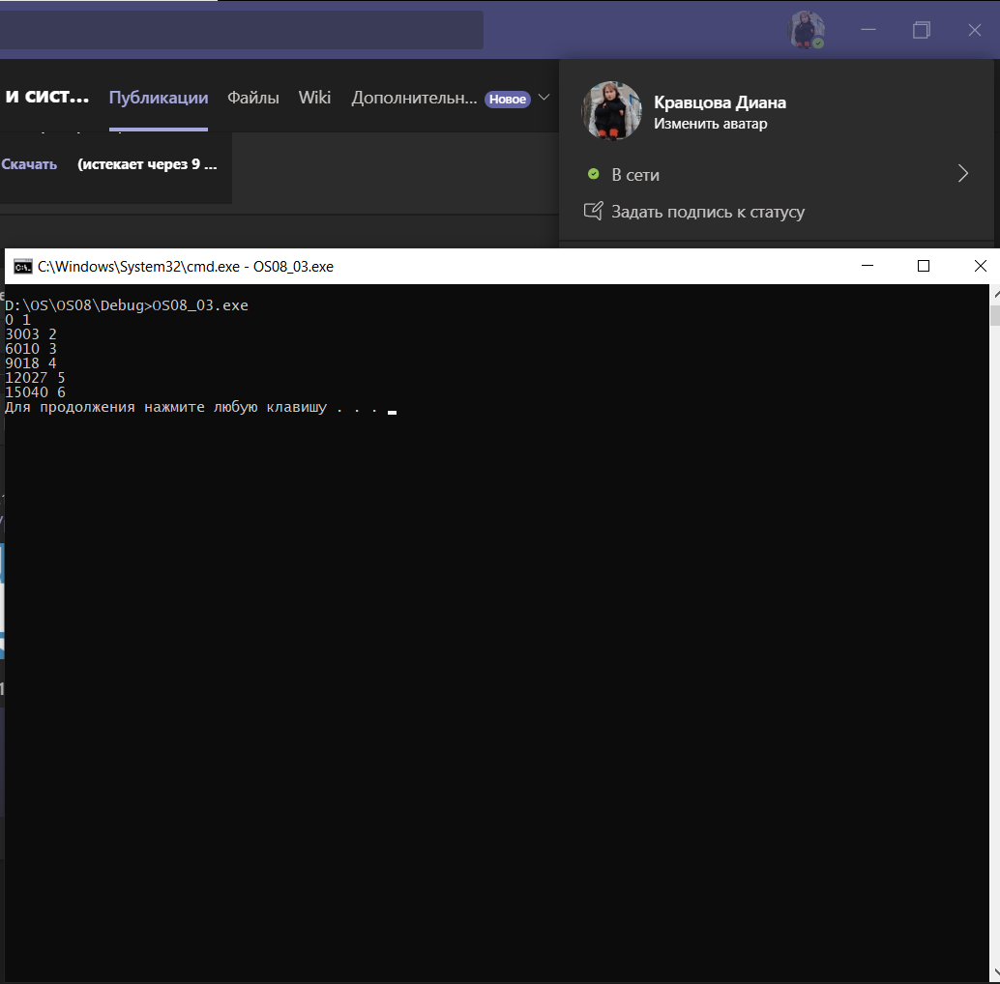 и сист... Публикации Файлы Wiki Дополнительн... Новое
Скачать (истекает через 9 ...
Кравцова Диана
Изменить аватар
В сети
Задать подпись к статусу
C:\Windows\System32\cmd.exe - OS08_03.exe
D:\OS\OS08\Debug>OS08_03.exe
0 1
3003 2
6010 3
9018 4
12027 5
15040 6
Для продолжения нажмите любую клавишу . . .